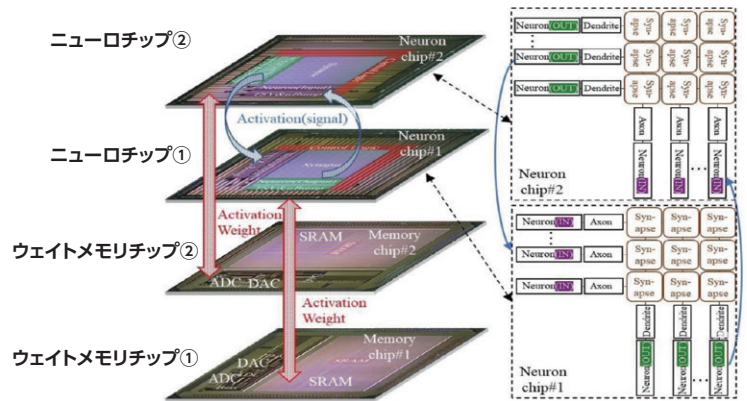 ニューロチップ②
Neuron
chip#2
Activation(signal)
ニューロチップ①
Neuron
chip#1
Activation
Weight
ウェイトメモリチップ②
SRAM
Memory
chip#2
ADC
DAC
Activation
Weight
ウェイトメモリチップ①
Memory
chip#1
DAC
ADC
SRAM
Neuron(OUT)
Dendrite
Syn-
apse
Syn-
apse
Syn-
apse
Neuron(OUT)
Dendrite
Syn-
apse
Syn-
apse
Syn-
apse
Neuron(OUT)
Dendrite
Syn-
apse
Syn-
apse
Syn-
apse
Axon
Axon
Axon
Neuron(IN)
Neuron(IN)
Neuron(IN)
Neuron
chip#2
Neuron(IN)
Axon
Syn-
apse
Syn-
apse
Syn-
apse
Neuron(IN)
Axon
Syn-
apse
Syn-
apse
Syn-
apse
Neuron(IN)
Axon
Syn-
apse
Syn-
apse
Syn-
apse
Dendrite
Dendrite
Dendrite
Neuron(OUT)
Neuron(OUT)
Neuron(OUT)
Neuron
chip#1